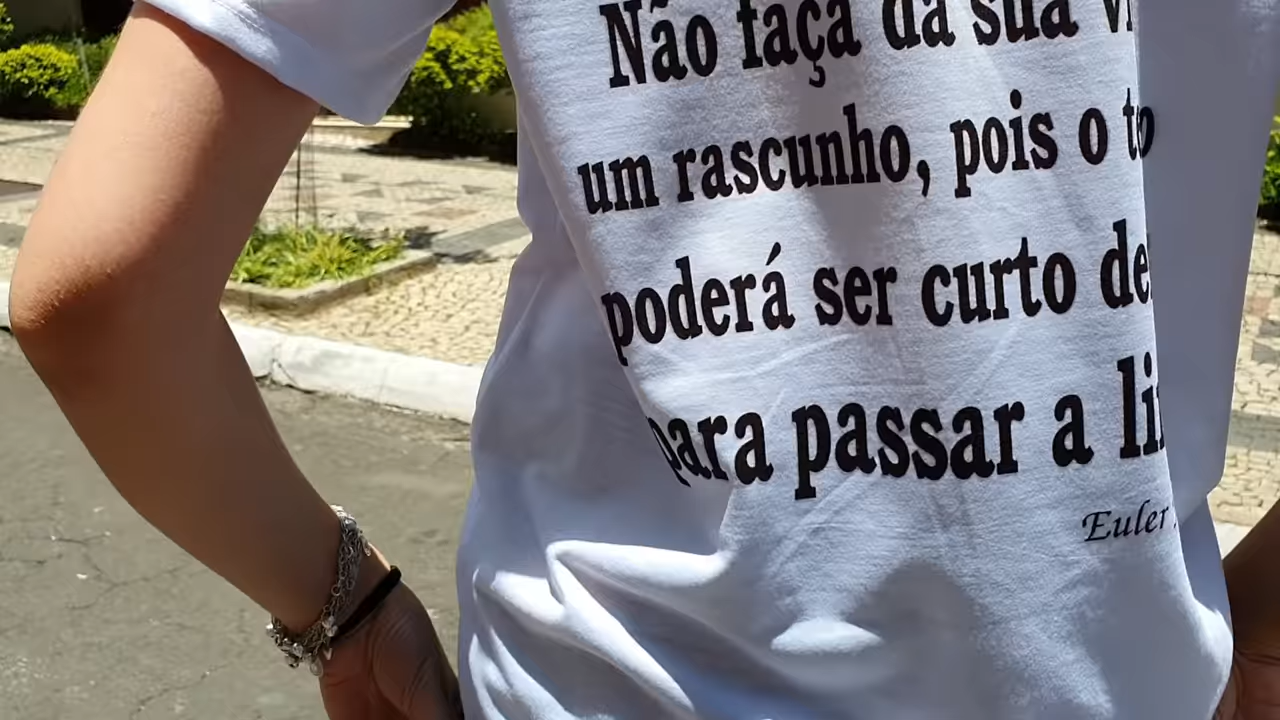 Não faça da sua
um rascunho, pois o
poderá ser curto
para passar a
Euler